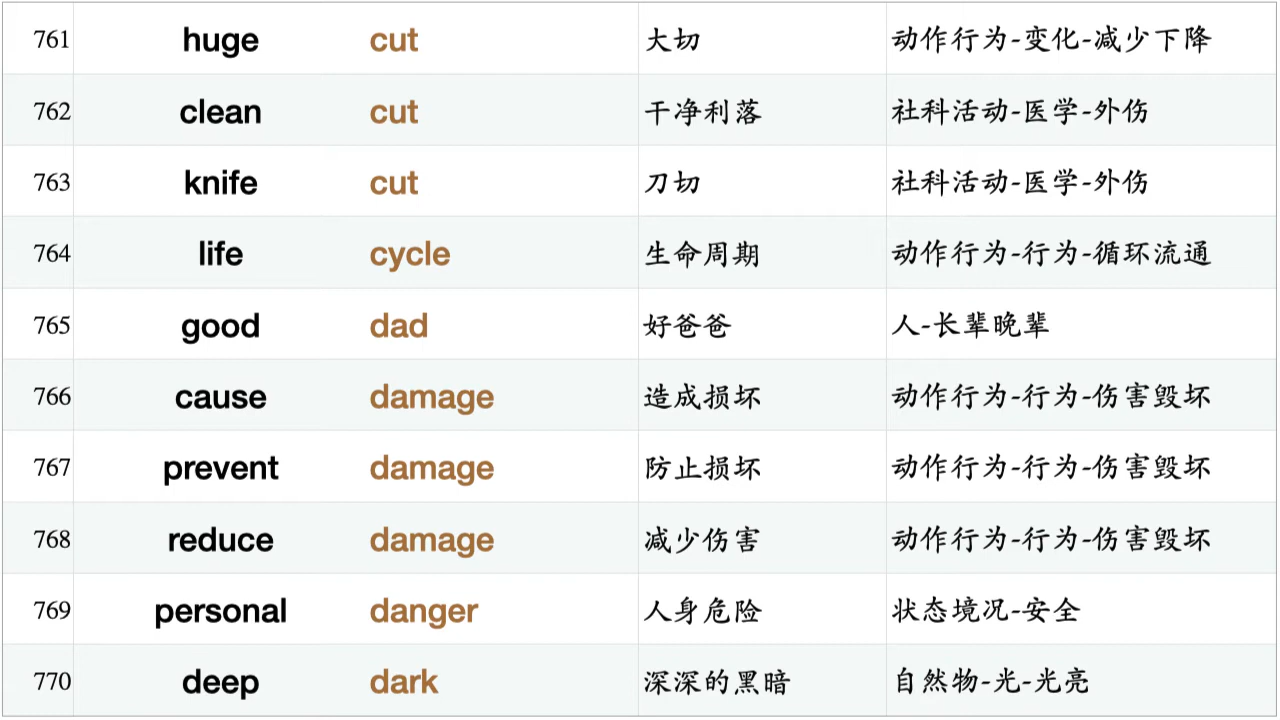 761 huge cut 大切 动作行为-变化-减少下降
762 clean cut 干净利落 社科活动-医学-外伤
763 knife cut 刀切 社科活动-医学-外伤
764 life cycle 生命周期 动作行为-行为-循环流通
765 good dad 好爸爸 人-长辈晚辈
766 cause damage 造成损坏 动作行为-行为-伤害毁坏
767 prevent damage 防止损坏 动作行为-行为-伤害毁坏
768 reduce damage 减少伤害 动作行为-行为-伤害毁坏
769 personal danger 人身危险 状态境况-安全
770 deep dark 深深的黑暗 自然物-光-光亮